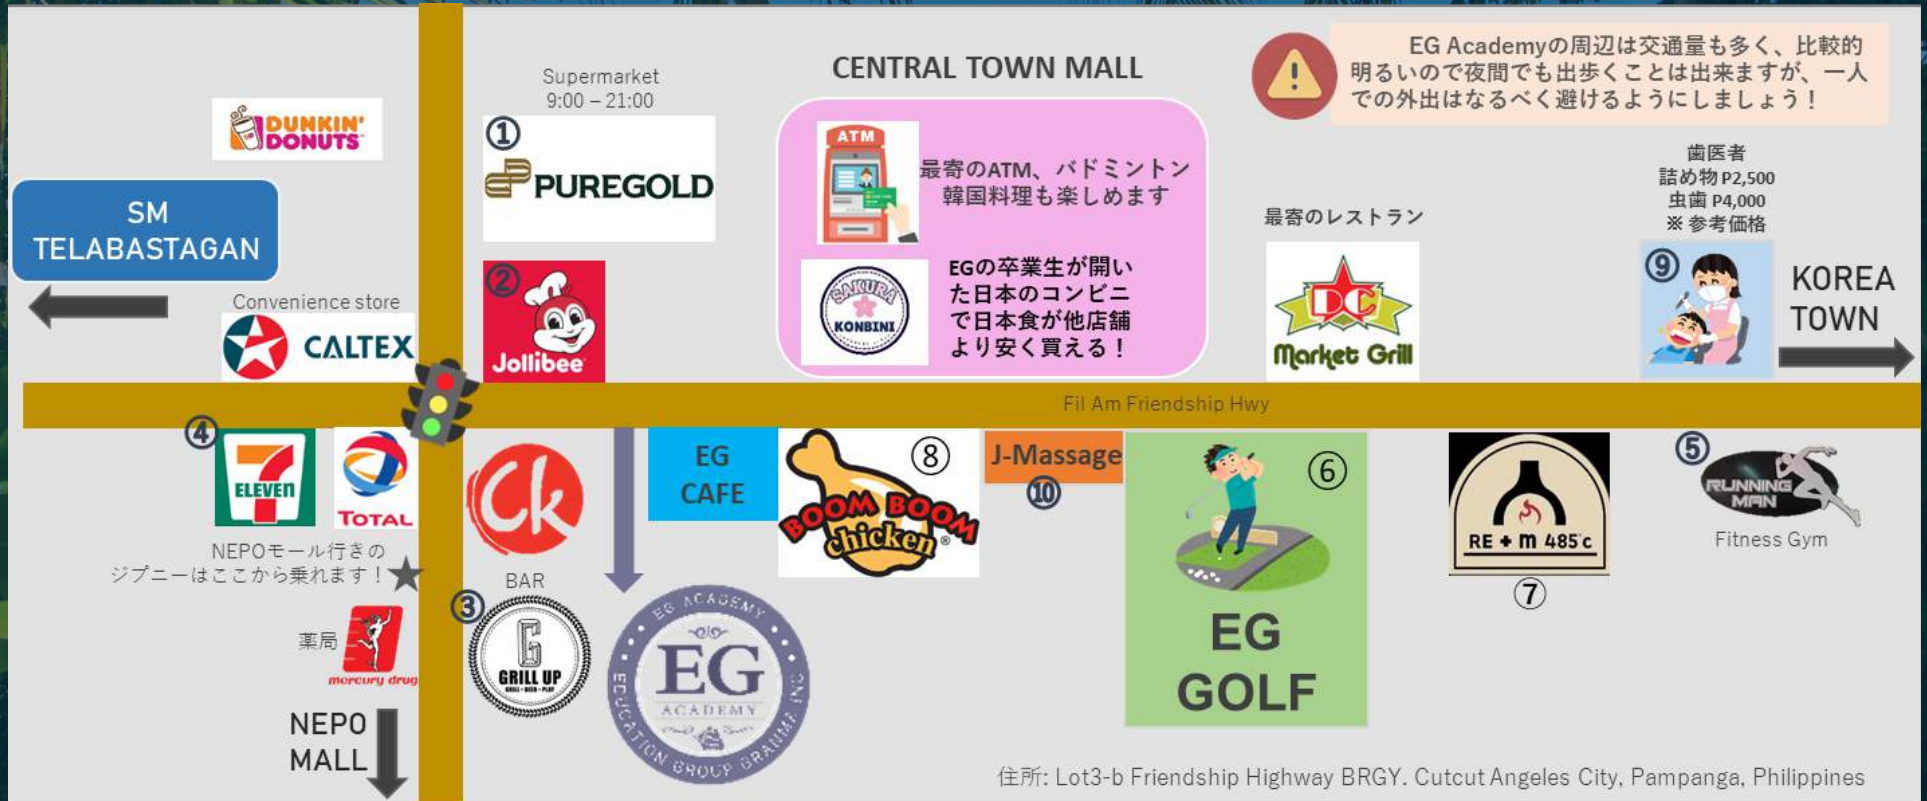 EG Academyの周辺は交通量も多く、比較的
明るいので夜間でも出歩くことは出来ますが、一人
での外出はなるべく避けるようにしましょう！
CENTRAL TOWN MALL
Supermarket
9:00 – 21:00
①
PUREGOLD
DUNKIN'
DONUTS
SM
TELABASTAGAN
ATM
最寄のATM、バドミントン
韓国料理も楽しめます
SAKURA
KONBINI
EGの卒業生が開い
た日本のコンビニ
で日本食が他店舗
より安く買える！
最寄のレストラン
DC
Market Grill
歯医者
詰め物 P2,500
虫歯 P4,000
※ 参考価格
⑨
KOREA
TOWN
Convenience store
CALTEX
②
Jollibee
Fil Am Friendship Hwy
④
7
ELEVEn
TOTAL
Ck
EG
CAFE
⑧
BOOM BOOM
chicken®
J-Massage
⑩
⑥
EG
GOLF
RE + m 485°c
⑦
⑤
RUNNING
MAN
Fitness Gym
NEPOモール行きの
ジプニーはここから乗れます！
薬局
mercury drug
BAR
③
G
GRILL UP
GRILL - BEER - PLAY
EG ACADEMY
EG
ACADEMY
EDUCATION GROUP GRANMA INC
NEPO
MALL
住所: Lot3-b Friendship Highway BRGY. Cutcut Angeles City, Pampanga, Philippines